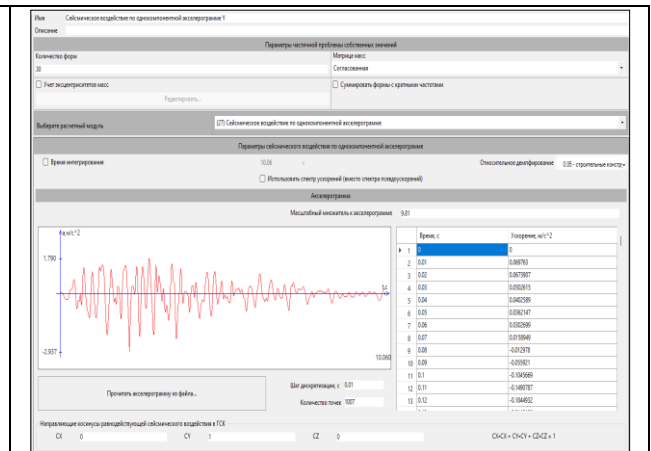 Имя Сейсмическое воздействие по однокомпонентной акселерограмме Y
Описание
Параметры частичной проблемы собственных значений
Количество форм Матрица масс
30 Согласованная
Учет эксцентриситетов масс Суммировать формы с кратными частотами
Редактировать...
Выберите расчетный модуль (27) Сейсмическое воздействие по однокомпонентной акселерограмме
Параметры сейсмического воздействия по однокомпонентной акселерограмме
Время интегрирования 10.06 с Относительное демпфирование 0.05 - строительные констр
Использовать спектр ускорений (вместо спектра псевдоускорений)
Акселерограмма
Масштабный множитель к акселерограмме 9.81
Время, с Ускорение, м/с^2
1 0 0
2 0.01 0.069763
3 0.02 0.0673907
4 0.03 0.0502615
5 0.04 0.0402589
6 0.05 0.0362147
7 0.06 0.0302699
8 0.07 0.0138949
9 0.08 -0.012978
10 0.09 -0.055921
11 0.1 -0.1045669
12 0.11 -0.1490787
13 0.12 -0.1844932
a,м/с^2
1.790
t,с
-2.937
10.060
Прочитать акселерограмму из файла...
Шаг дискретизации, с 0.01
Количество точек 1007
Направляющие косинусы равнодействующей сейсмического воздействия в ГСК
CX 0 CY 1 CZ 0 CX*CX + CY*CY + CZ*CZ = 1